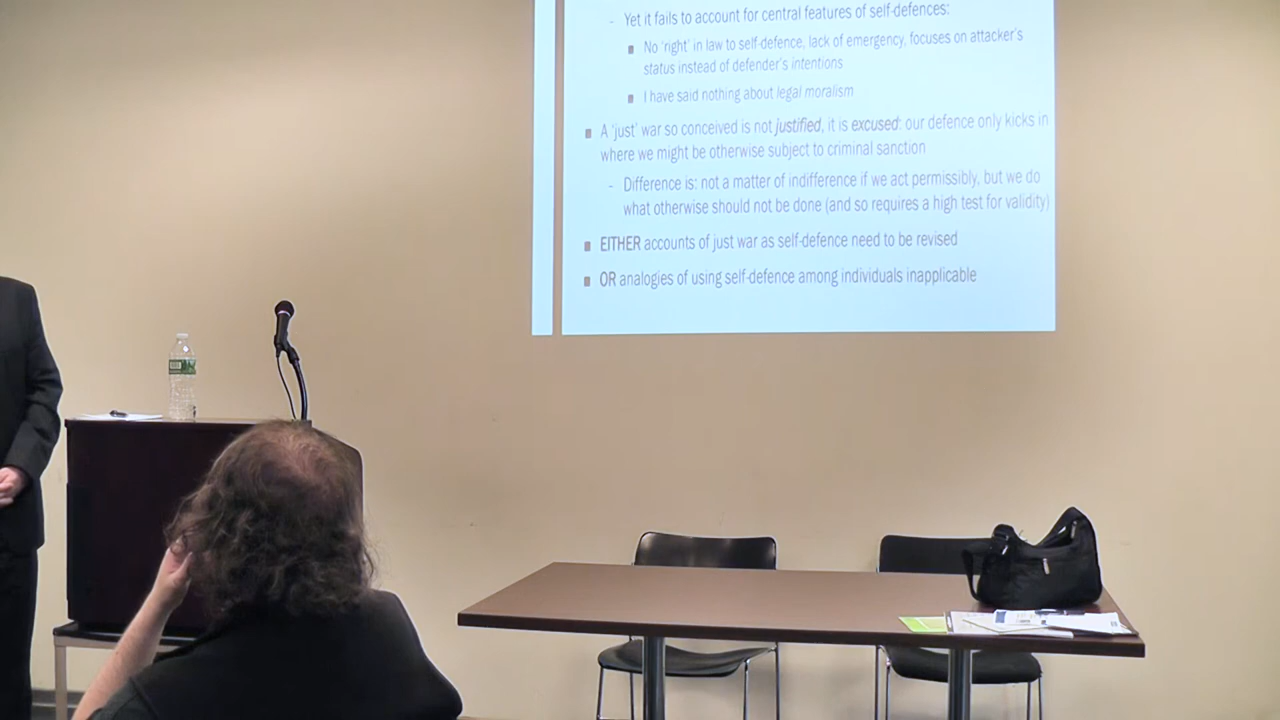 - Yet it fails to account for central features of self-defences:
No 'right' in law to self-defence, lack of emergency, focuses on attacker's
status instead of defender's intentions
I have said nothing about legal moralism
A 'just' war so conceived is not justified, it is excused: our defence only kicks in
where we might be otherwise subject to criminal sanction
- Difference is: not a matter of indifference if we act permissibly, but we do
what otherwise should not be done (and so requires a high test for validity)
EITHER accounts of just war as self-defence need to be revised
OR analogies of using self-defence among individuals inapplicable